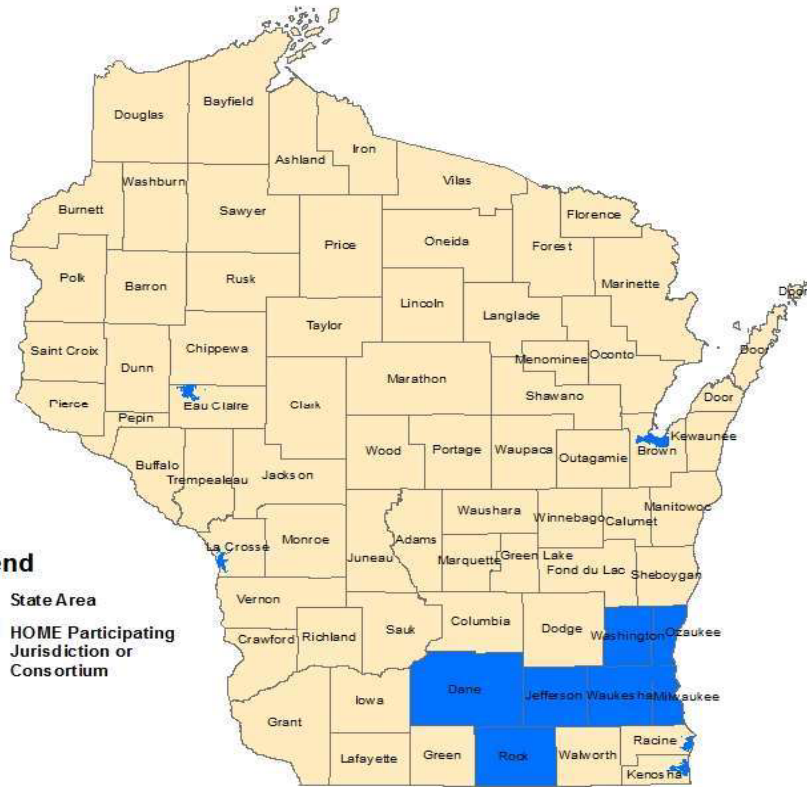 Douglas
Bayfield
Ashland
Iron
Vilas
Washburn
Burnett
Sawyer
Price
Oneida
Florence
Forest
Marinette
Polk
Barron
Rusk
Lincoln
Langlade
Door
Taylor
Saint Croix
Dunn
Chippewa
Menominee
Oconto
Door
Marathon
Shawano
Door
Pierce
Eau Claire
Clark
Pepin
Wood
Portage
Waupaca
Outagamie
Brown
Kewaunee
Buffalo
Trempealeau
Jackson
Waushara
Winnebago
Calumet
Manitowoc
La Crosse
Monroe
Juneau
Adams
Marquette
Green Lake
Fond du Lac
Sheboygan
end
State Area
HOME Participating
Jurisdiction or
Consortium
Vernon
Crawford
Richland
Sauk
Columbia
Dodge
Washington
Ozaukee
Dane
Jefferson
Waukesha
Milwaukee
Iowa
Grant
Lafayette
Green
Rock
Walworth
Racine
Kenosha